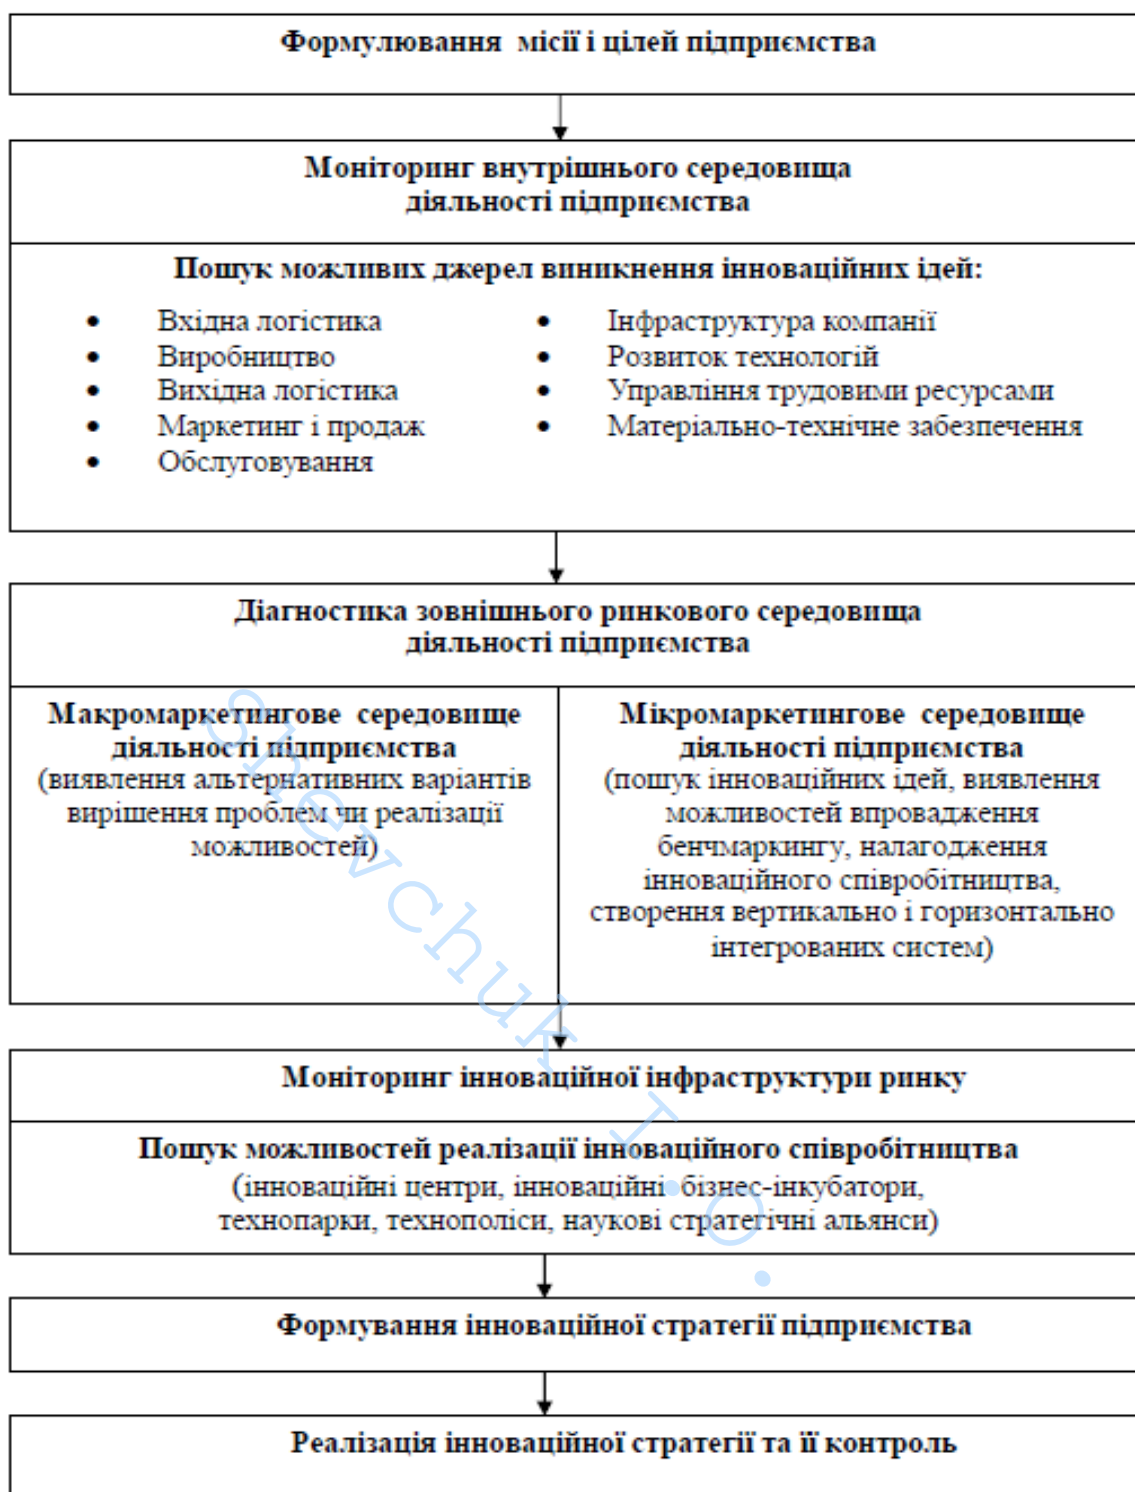 Формулювання місії і цілей підприємства
Моніторинг внутрішнього середовища
діяльності підприємства
Пошук можливих джерел виникнення інноваційних ідей:
• Вхідна логістика
• Виробництво
• Вихідна логістика
• Маркетинг і продаж
• Обслуговування
• Інфраструктура компанії
• Розвиток технологій
• Управління трудовими ресурсами
• Матеріально-технічне забезпечення
Діагностика зовнішнього ринкового середовища
діяльності підприємства
Макромаркетингове середовище
діяльності підприємства
(виявлення альтернативних варіантів
вирішення проблем чи реалізації
можливостей)
Мікромаркетингове середовище
діяльності підприємства
(пошук інноваційних ідей, виявлення
можливостей впровадження
бенчмаркингу, налагодження
інноваційного співробітництва,
створення вертикально і горизонтально
інтегрованих систем)
Моніторинг інноваційної інфраструктури ринку
Пошук можливостей реалізації інноваційного співробітництва
(інноваційні центри, інноваційні бізнес-інкубатори,
технопарки, технополіси, наукові стратегічні альянси)
Формування інноваційної стратегії підприємства
Реалізація інноваційної стратегії та її контроль
Shevchuk I.O.